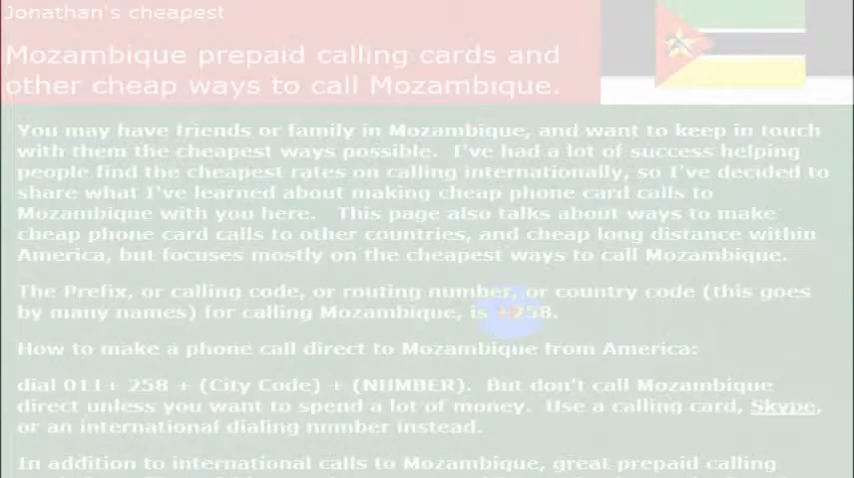 Jonathan's cheapest
Mozambique prepaid calling cards and
other cheap ways to call Mozambique.
You may have friends or family in Mozambique, and want to keep in touch
with them the cheapest ways possible. I've had a lot of success helping
people find the cheapest rates on calling internationally, so I've decided to
share what I've learned about making cheap phone card calls to
Mozambique with you here. This page also talks about ways to make
cheap phone card calls to other countries, and cheap long distance within
America, but focuses mostly on the cheapest ways to call Mozambique.
The Prefix, or calling code, or routing number, or country code (this goes
by many names) for calling Mozambique, is +258.
How to make a phone call direct to Mozambique from America:
dial 011+ 258 + (City Code) + (NUMBER). But don't call Mozambique
direct unless you want to spend a lot of money. Use a calling card, Skype,
or an international dialing number instead.
In addition to international calls to Mozambique, great prepaid calling